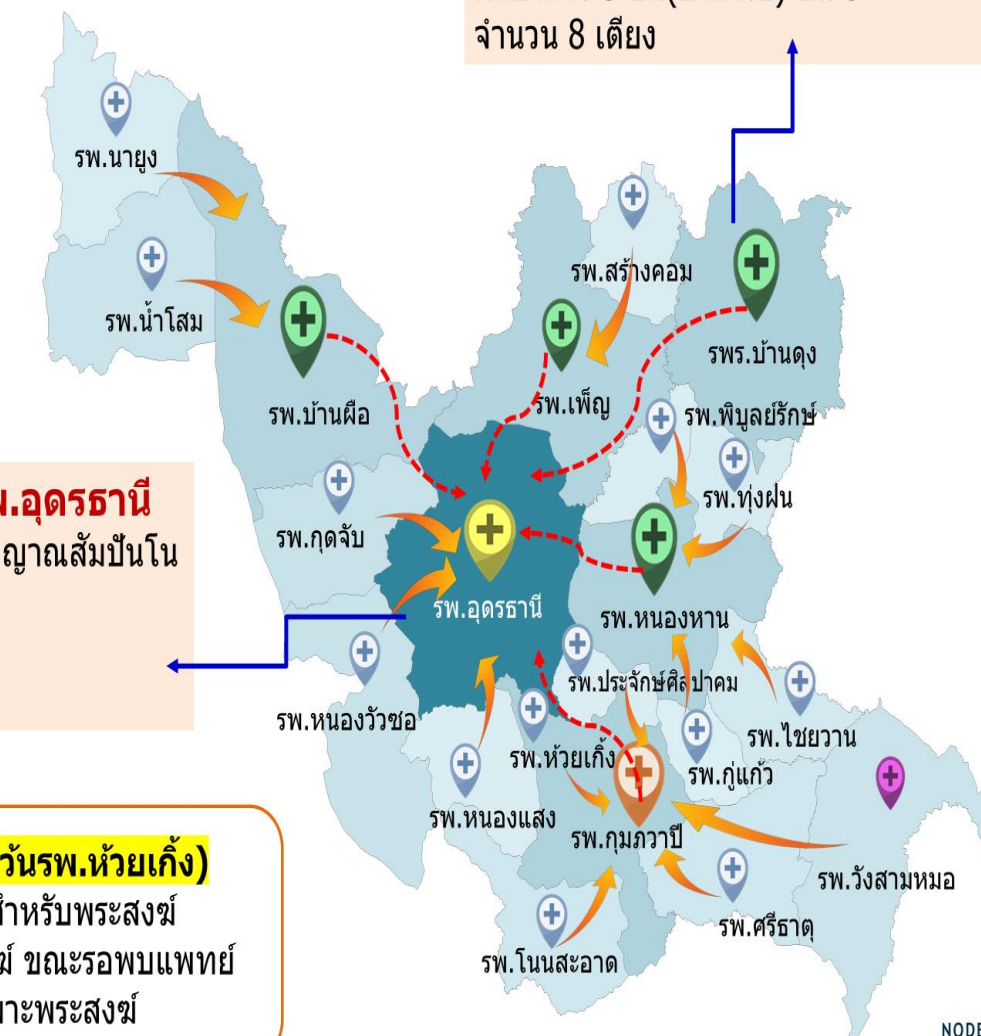 จำนวน 8 เตียง
รพ.นายูง
รพ.น้ำโสม
รพ.สร้างคอม
รพร.บ้านดุง
รพ.บ้านผือ
รพ.เพ็ญ
รพ.พิบูลย์รักษ์
รพ.ทุ่งฝน
รพ.กุดจับ
พ.อุดรธานี
ญาณสัมปันโน
รพ.อุดรธานี
รพ.หนองหาน
รพ.ประจักษ์ศิลปาคม
รพ.หนองวัวซอ
รพ.ไชยวาน
รพ.ห้วยเกิ้ง
รพ.กู่แก้ว
รพ.หนองแสง
รพ.กุมภวาปี
รพ.วังสามหมอ
รพ.ศรีธาตุ
รพ.โนนสะอาด
ว้นรพ.ห้วยเกิ้ง)
สำหรับพระสงฆ์
ฆ์ ขณะรอพบแพทย์
าะพระสงฆ์
NODE